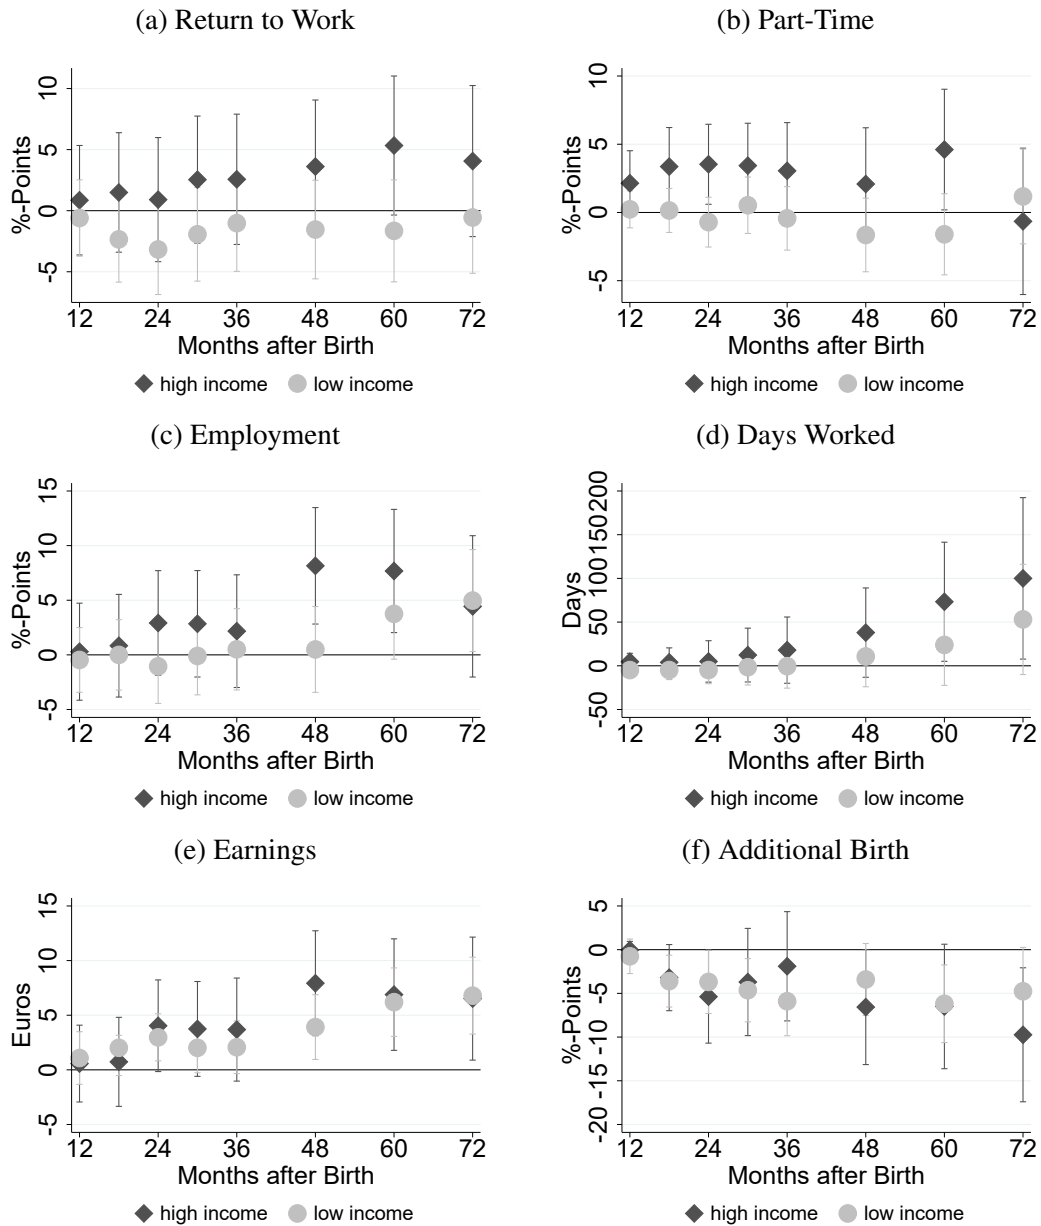 (a) Return to Work
(b) Part-Time
%-Points
10
5
0
-5
12 24 36 48 60 72
Months after Birth
high income low income
%-Points
10
5
0
-5
12 24 36 48 60 72
Months after Birth
high income low income
(c) Employment
(d) Days Worked
%-Points
15
10
5
0
-5
12 24 36 48 60 72
Months after Birth
high income low income
Days
200
150
100
50
0
-50
12 24 36 48 60 72
Months after Birth
high income low income
(e) Earnings
(f) Additional Birth
Euros
15
10
5
0
-5
12 24 36 48 60 72
Months after Birth
high income low income
%-Points
5
0
-5
-10
-15
-20
12 24 36 48 60 72
Months after Birth
high income low income